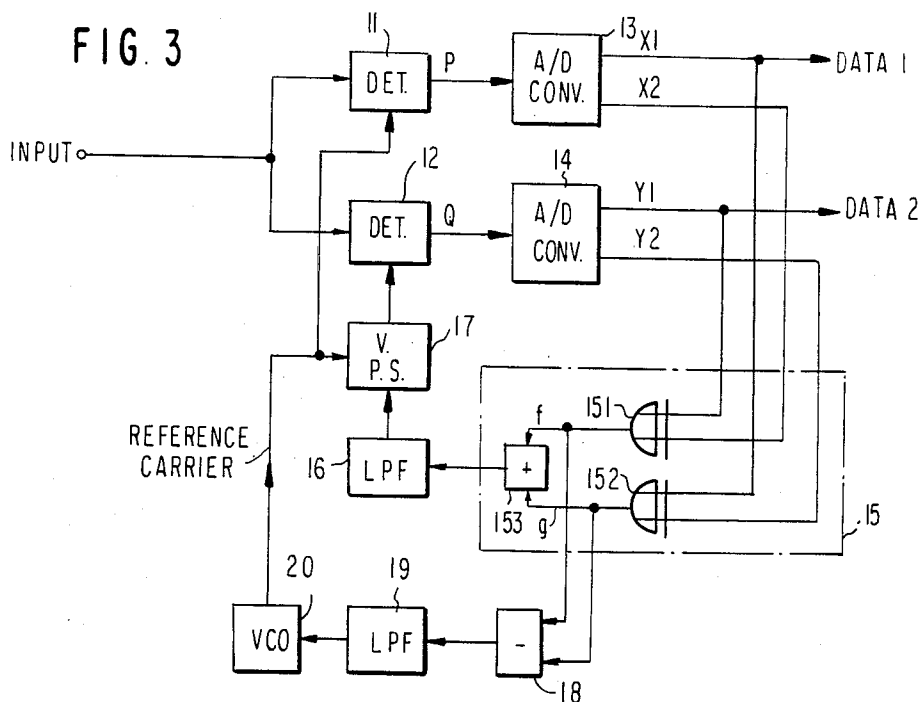 FIG. 3
11
DET.
P
13
A/D
CONV.
X1
X2
DATA 1
INPUT
12
DET.
Q
14
A/D
CONV.
Y1
Y2
DATA 2
V.
P.S.
17
REFERENCE
CARRIER
16
LPF
f
+
153
g
151
152
15
20
VCO
19
LPF
-
18